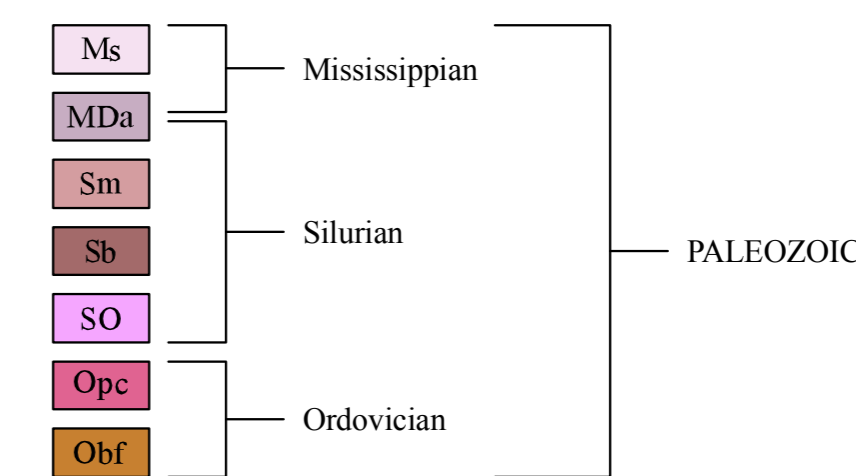 Ms
Mississippian
MDa
Sm
Silurian
Sb
PALEOZOIC
SO
Opc
Ordovician
Obf